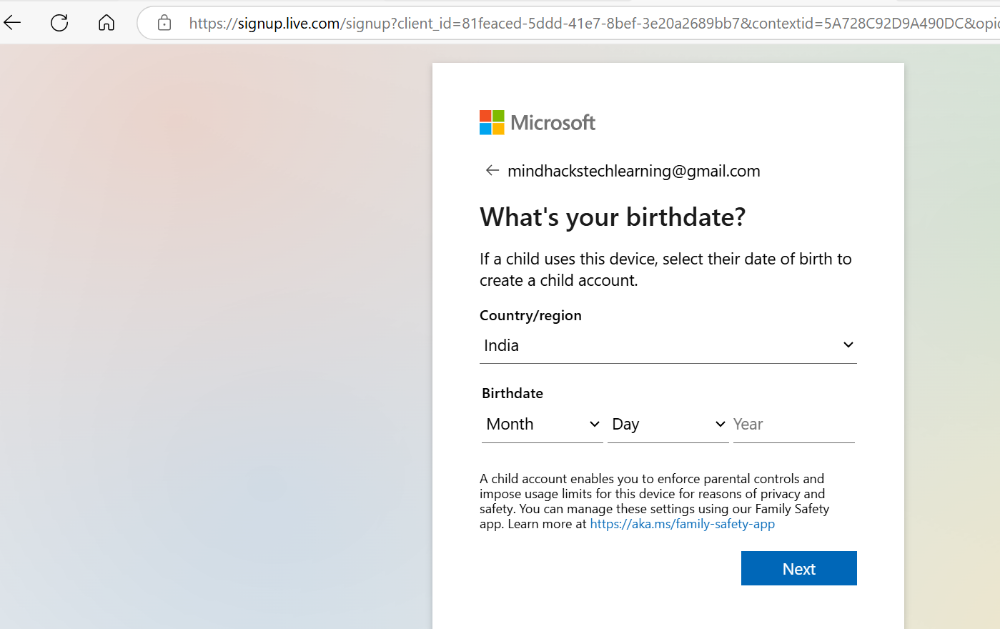 https://signup.live.com/signup?client_id=81feaced-5ddd-41e7-8bef-3e20a2689bb7&contextid=5A728C92D9A490DC&opic
Microsoft
mindhackstechlearning@gmail.com
What's your birthdate?
If a child uses this device, select their date of birth to
create a child account.
Country/region
India
Birthdate
Month Day Year
A child account enables you to enforce parental controls and
impose usage limits for this device for reasons of privacy and
safety. You can manage these settings using our Family Safety
app. Learn more at https://aka.ms/family-safety-app
Next